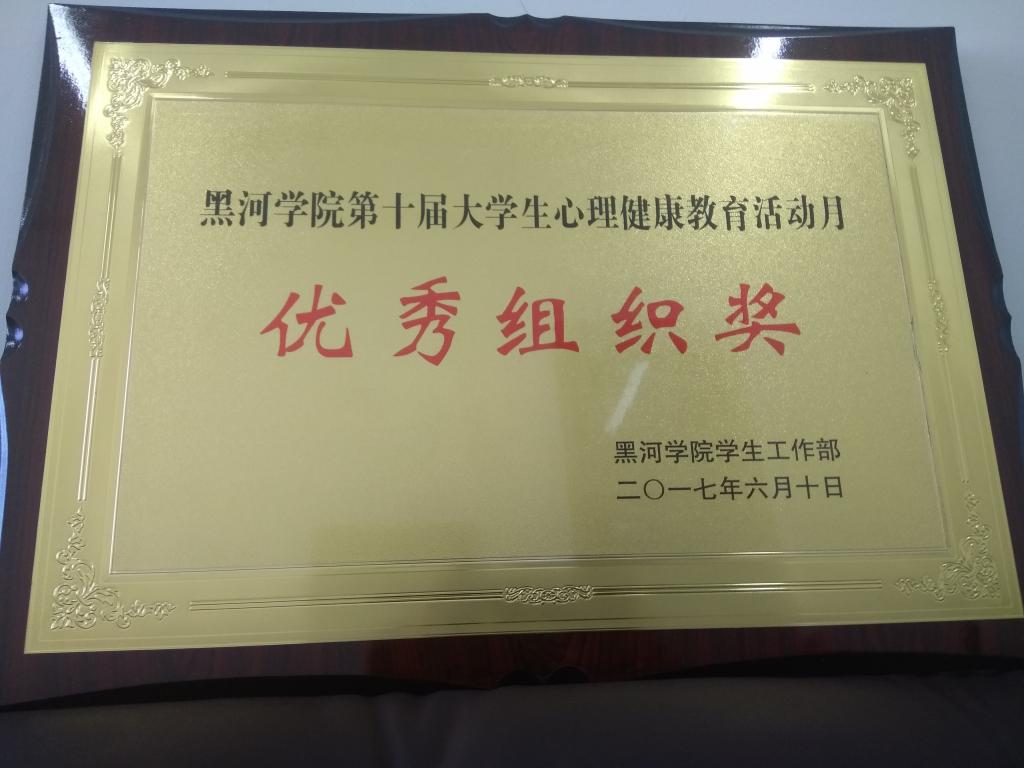 黑河学院第十届大学生心理健康教育活动月
优秀组织奖
黑河学院学生工作部
二〇一七年六月十日